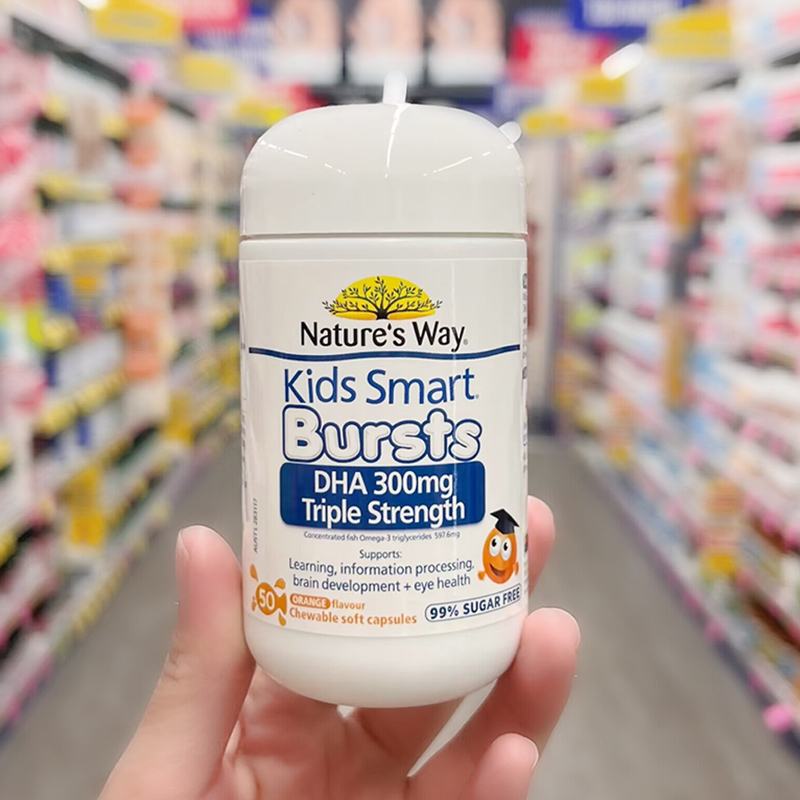 Nature's Way®
Kids Smart®
Bursts
DHA 300mg
Triple Strength
Concentrated fish Omega-3 triglycerides 597.6mg
Supports:
Learning, information processing,
brain development + eye health
50
ORANGE flavour
Chewable soft capsules
99% SUGAR FREE